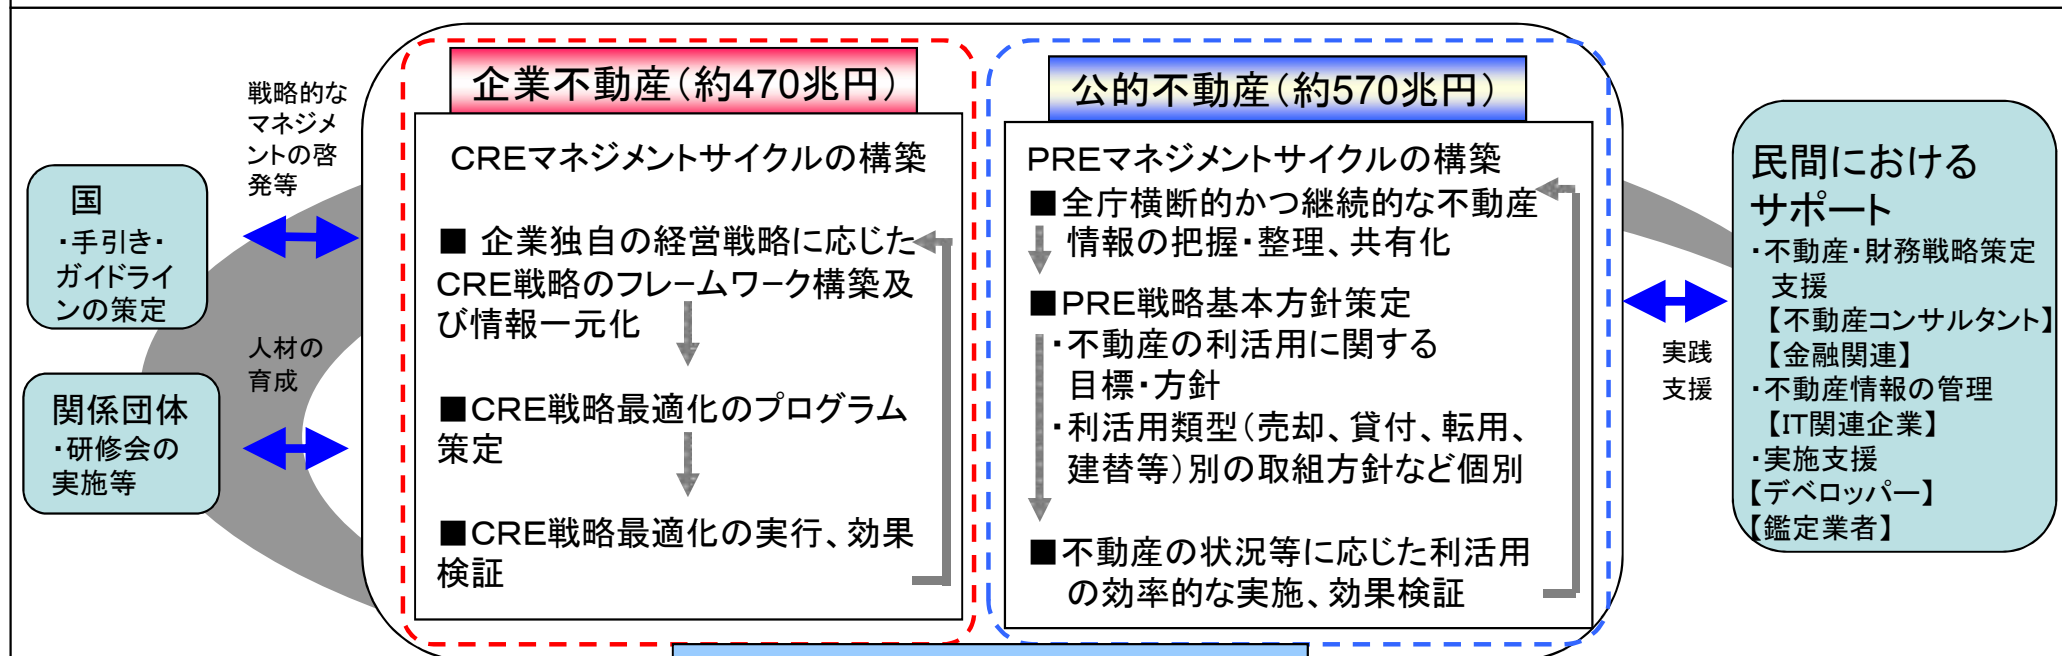 戦略的な
マネジメ
ントの啓
発等
国
・手引き・
ガイドライ
ンの策定
人材の
育成
関係団体
・研修会の
実施等
企業不動産(約470兆円)
CREマネジメントサイクルの構築
■ 企業独自の経営戦略に応じた
CRE戦略のフレームワーク構築及
び情報一元化
■CRE戦略最適化のプログラム
策定
■CRE戦略最適化の実行、効果
検証
公的不動産(約570兆円)
PREマネジメントサイクルの構築
■全庁横断的かつ継続的な不動産
情報の把握・整理、共有化
■PRE戦略基本方針策定
・不動産の利活用に関する
目標・方針
・利活用類型(売却、貸付、転用、
建替等)別の取組方針など個別
■不動産の状況等に応じた利活用
の効率的な実施、効果検証
実践
支援
民間における
サポート
・不動産・財務戦略策定
支援
【不動産コンサルタント】
【金融関連】
・不動産情報の管理
【IT関連企業】
・実施支援
【デベロッパー】
【鑑定業者】